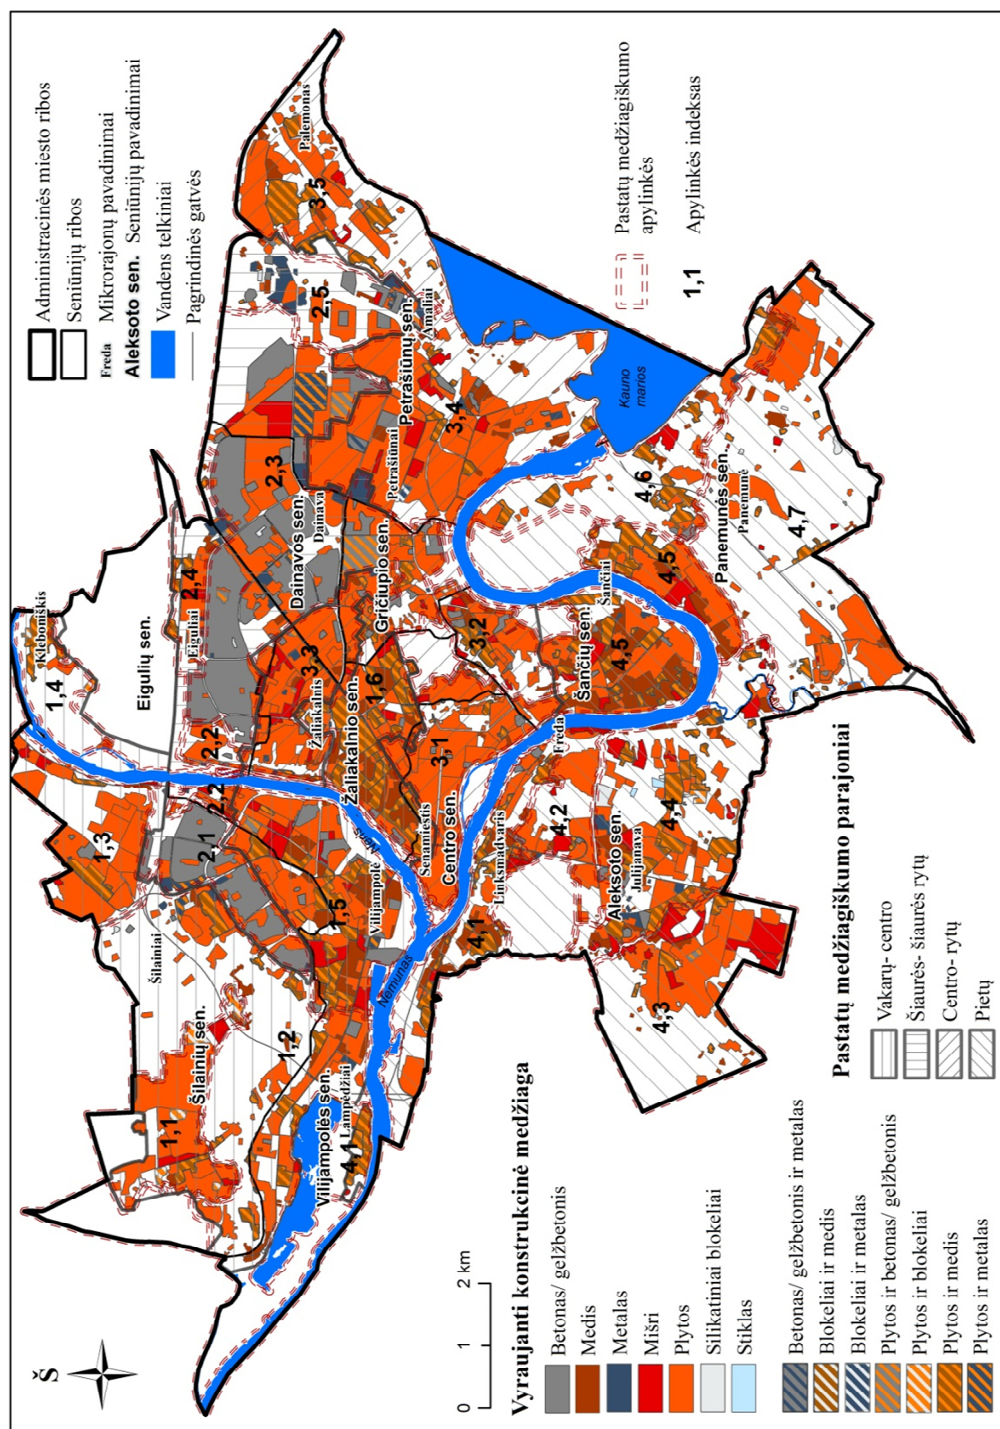 Š
0 1 2 km
Vyraujanti konstrukcinė medžiaga
Betonas/ gelžbetonis
Medis
Metalas
Mišri
Plytos
Silikatiniai blokeliai
Stiklas
Betonas/ gelžbetonis ir metalas
Blokeliai ir medis
Blokeliai ir metalas
Plytos ir betonas/ gelžbetonis
Plytos ir blokeliai
Plytos ir medis
Plytos ir metalas
Pastatų medžiagiškumo parajoniai
Vakarų- centro
Šiaurės- šiaurės rytų
Centro- rytų
Pietų
Administracinės miesto ribos
Seniūnijų ribos
Freda Mikrorajonų pavadinimai
Aleksoto sen. Seniūnijų pavadinimai
Vandens telkiniai
Pagrindinės gatvės
Pastatų medžiagiškumo
apylinkės
1,1 Apylinkės indeksas
1,1
Šilainių sen.
1,2
Vilijampolės sen.
Lampėdžiai
4,1
Šilainiai
1,3
2,1
2,2
2,2
1,4
Kleboniškis
Eigulių sen.
Eiguliai
2,4
1,5
Vilijampolė
Neris
Nemunas
Žaliakalnis
3,3
Žaliakalnio sen.
1,6
Senamiestis
Centro sen.
3,1
Linksmadvaris
4,1
4,2
Freda
Aleksoto sen.
Julijanava
4,4
4,3
Dainavos sen.
Dainava
2,3
Gričiupio sen.
3,2
Šančiai
Šančių sen.
4,5
4,5
Petrašiūnai
Petrašiūnų sen.
3,4
Amaliai
2,5
3,5
Palemonas
Kauno
marios
4,6
Panemunės sen.
Panemunė
4,7